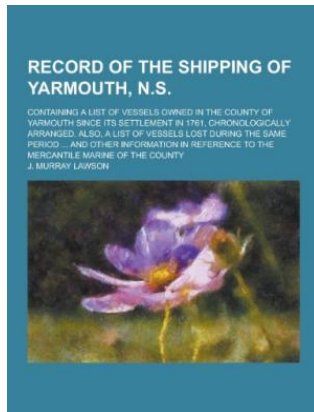 RECORD OF THE SHIPPING OF
YARMOUTH, N.S.
CONTAINING A LIST OF VESSELS OWNED IN THE COUNTY OF
YARMOUTH SINCE ITS SETTLEMENT IN 1761, CHRONOLOGICALLY
ARRANGED. ALSO, A LIST OF VESSELS LOST DURING THE SAME
PERIOD ... AND OTHER INFORMATION IN REFERENCE TO THE
MERCANTILE MARINE OF THE COUNTY
J. MURRAY LAWSON